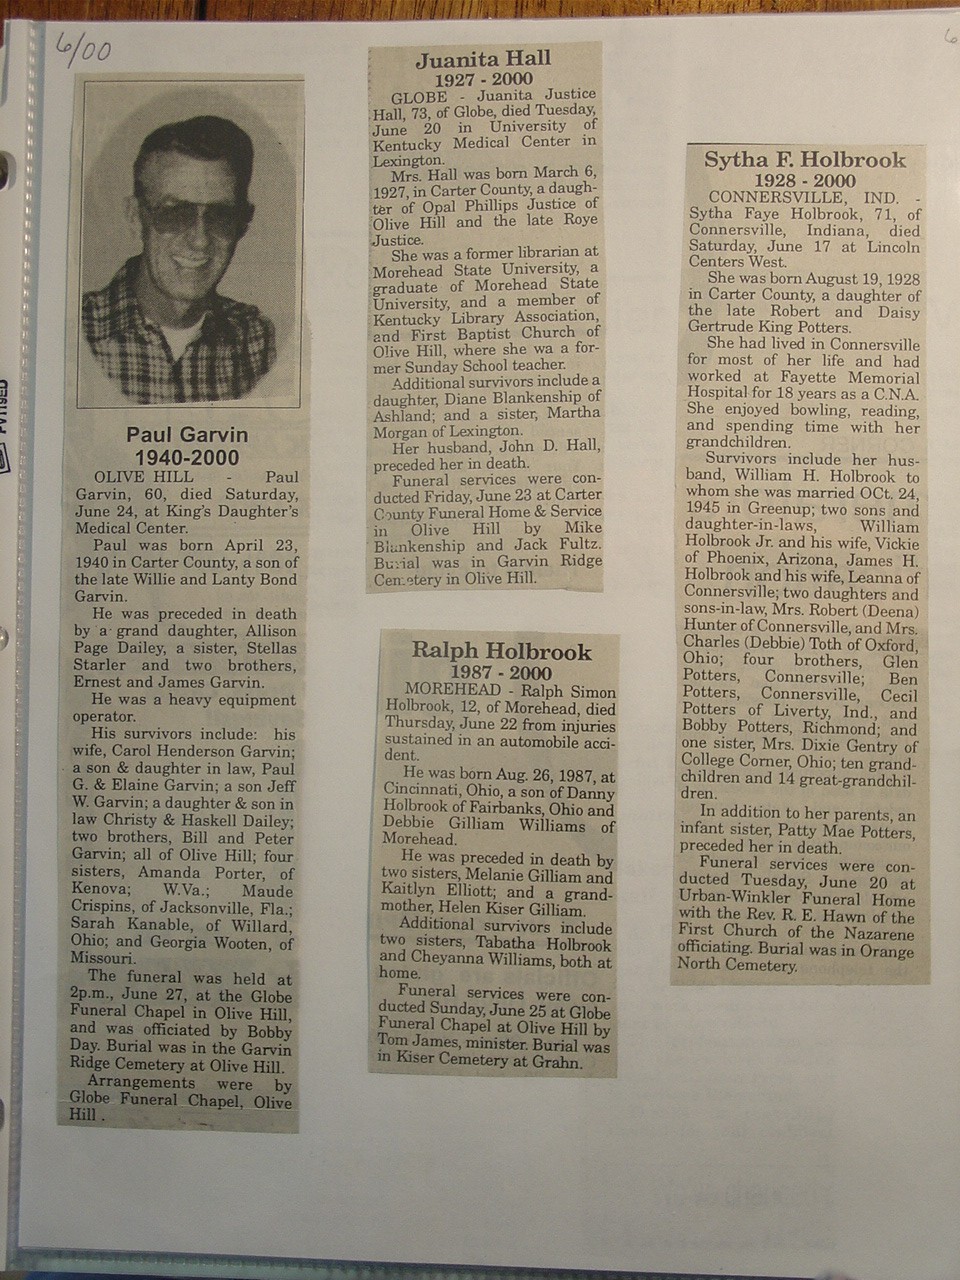 6/00
Paul Garvin
1940-2000
OLIVE HILL - Paul
Garvin, 60, died Saturday,
June 24, at King's Daughter's
Medical Center.
Paul was born April 23,
1940 in Carter County, a son of
the late Willie and Lanty Bond
Garvin.
He was preceded in death
by a grand daughter, Allison
Page Dailey, a sister, Stellas
Starler and two brothers,
Ernest and James Garvin.
He was a heavy equipment
operator.
His survivors include: his
wife, Carol Henderson Garvin;
a son & daughter in law, Paul
G. & Elaine Garvin; a son Jeff
W. Garvin; a daughter & son in
law Christy & Haskell Dailey;
two brothers, Bill and Peter
Garvin; all of Olive Hill; four
sisters, Amanda Porter, of
Kenova; W.Va.; Maude
Crispins, of Jacksonville, Fla.;
Sarah Kanable, of Willard,
Ohio; and Georgia Wooten, of
Missouri.
The funeral was held at
2p.m., June 27, at the Globe
Funeral Chapel in Olive Hill,
and was officiated by Bobby
Day. Burial was in the Garvin
Ridge Cemetery at Olive Hill.
Arrangements were by
Globe Funeral Chapel, Olive
Hill .
Juanita Hall
1927 - 2000
GLOBE - Juanita Justice
Hall, 73, of Globe, died Tuesday,
June 20 in University of
Kentucky Medical Center in
Lexington.
Mrs. Hall was born March 6,
1927, in Carter County, a daugh-
ter of Opal Phillips Justice of
Olive Hill and the late Roye
Justice.
She was a former librarian at
Morehead State University, a
graduate of Morehead State
University, and a member of
Kentucky Library Association,
and First Baptist Church of
Olive Hill, where she wa a for-
mer Sunday School teacher.
Additional survivors include a
daughter, Diane Blankenship of
Ashland; and a sister, Martha
Morgan of Lexington.
Her husband, John D. Hall,
preceded her in death.
Funeral services were con-
ducted Friday, June 23 at Carter
County Funeral Home & Service
in Olive Hill by Mike
Blankenship and Jack Fultz.
Burial was in Garvin Ridge
Cemetery in Olive Hill.
Ralph Holbrook
1987 - 2000
MOREHEAD - Ralph Simon
Holbrook, 12, of Morehead, died
Thursday, June 22 from injuries
sustained in an automobile acci-
dent.
He was born Aug. 26, 1987, at
Cincinnati, Ohio, a son of Danny
Holbrook of Fairbanks, Ohio and
Debbie Gilliam Williams of
Morehead.
He was preceded in death by
two sisters, Melanie Gilliam and
Kaitlyn Elliott; and a grand-
mother, Helen Kiser Gilliam.
Additional survivors include
two sisters, Tabatha Holbrook
and Cheyanna Williams, both at
home.
Funeral services were con-
ducted Sunday, June 25 at Globe
Funeral Chapel at Olive Hill by
Tom James, minister. Burial was
in Kiser Cemetery at Grahn.
Sytha F. Holbrook
1928 - 2000
CONNERSVILLE, IND. -
Sytha Faye Holbrook, 71, of
Connersville, Indiana, died
Saturday, June 17 at Lincoln
Centers West.
She was born August 19, 1928
in Carter County, a daughter of
the late Robert and Daisy
Gertrude King Potters.
She had lived in Connersville
for most of her life and had
worked at Fayette Memorial
Hospital for 18 years as a C.N.A.
She enjoyed bowling, reading,
and spending time with her
grandchildren.
Survivors include her hus-
band, William H. Holbrook to
whom she was married OCt. 24,
1945 in Greenup; two sons and
daughter-in-laws, William
Holbrook Jr. and his wife, Vickie
of Phoenix, Arizona, James H.
Holbrook and his wife, Leanna of
Connersville; two daughters and
sons-in-law, Mrs. Robert (Deena)
Hunter of Connersville, and Mrs.
Charles (Debbie) Toth of Oxford,
Ohio; four brothers, Glen
Potters, Connersville; Ben
Potters, Connersville, Cecil
Potters of Liverty, Ind., and
Bobby Potters, Richmond; and
one sister, Mrs. Dixie Gentry of
College Corner, Ohio; ten grand-
children and 14 great-grandchil-
dren.
In addition to her parents, an
infant sister, Patty Mae Potters,
preceded her in death.
Funeral services were con-
ducted Tuesday, June 20 at
Urban-Winkler Funeral Home
with the Rev. R. E. Hawn of the
First Church of the Nazarene
officiating. Burial was in Orange
North Cemetery.
6